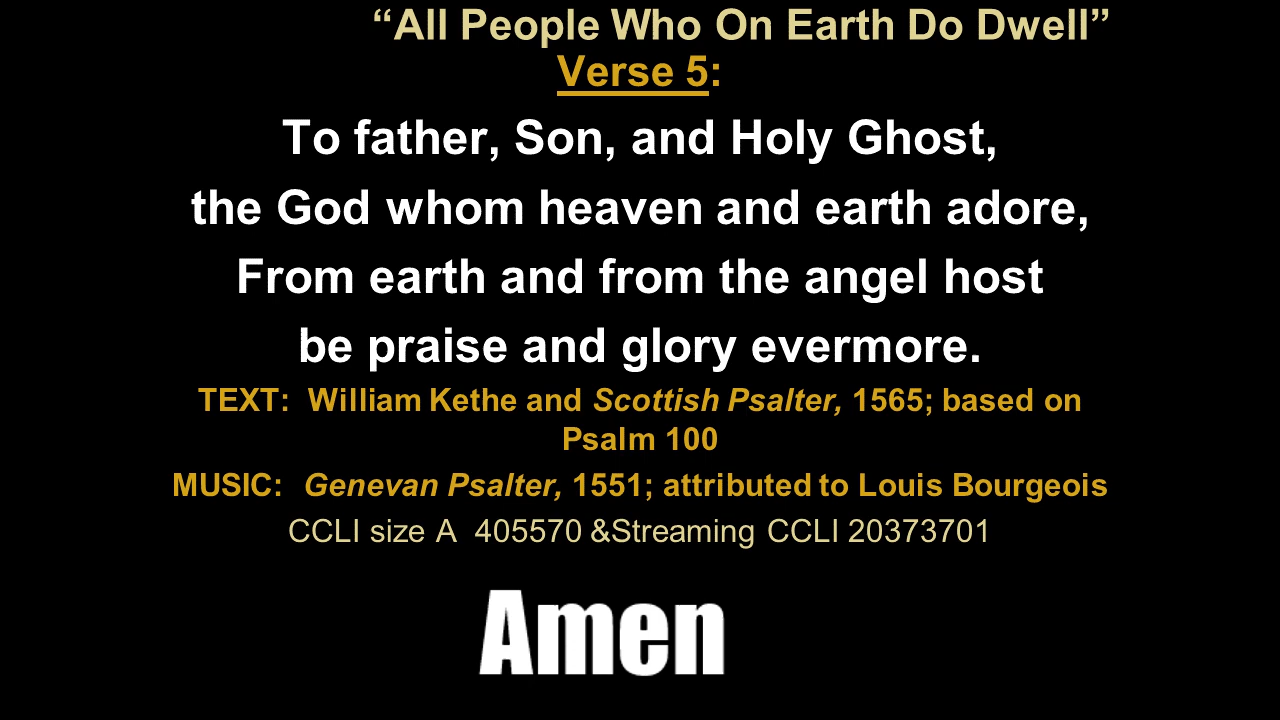 “All People Who On Earth Do Dwell”
Verse 5:
To father, Son, and Holy Ghost,
the God whom heaven and earth adore,
From earth and from the angel host
be praise and glory evermore.
TEXT:  William Kethe and Scottish Psalter, 1565; based on
Psalm 100
MUSIC:  Genevan Psalter, 1551; attributed to Louis Bourgeois
CCLI size A  405570 &Streaming CCLI 20373701
Amen